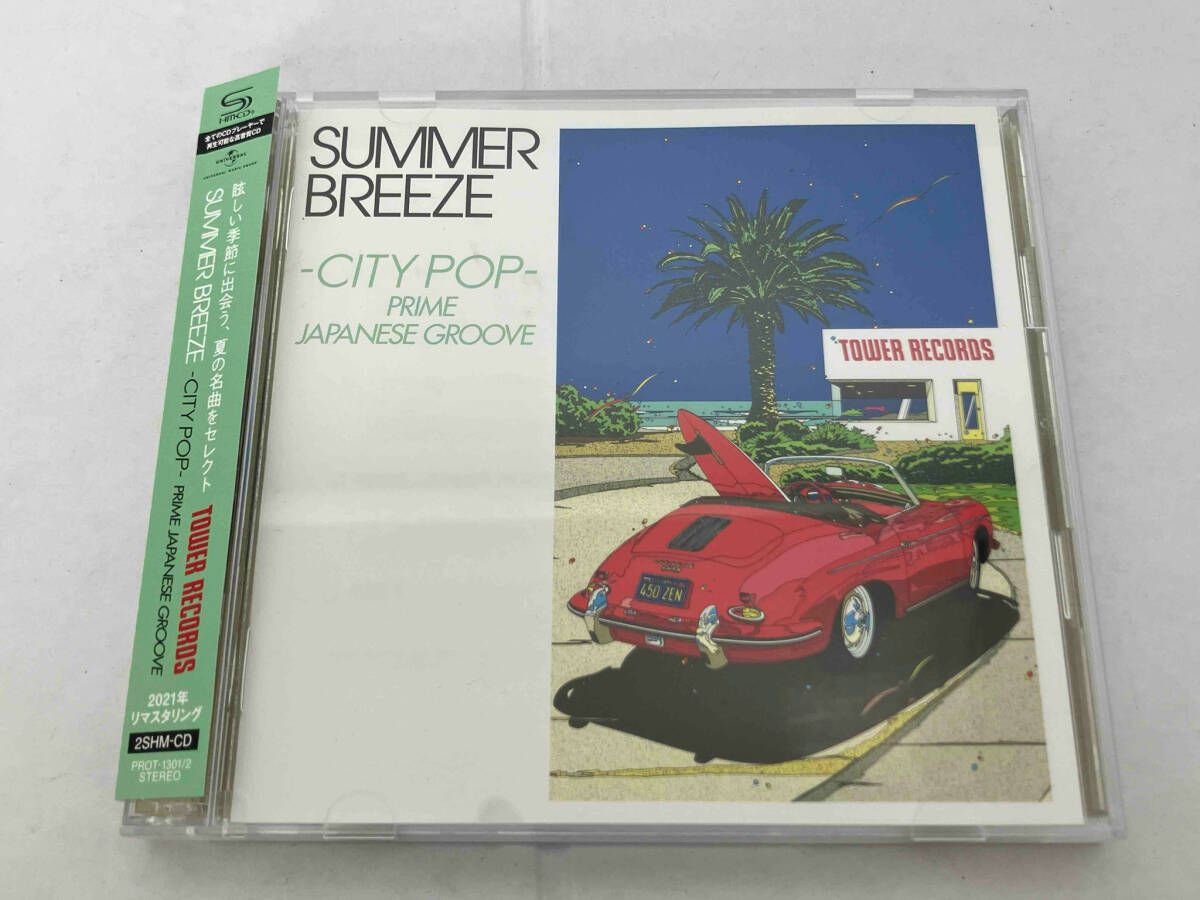 SHM-CD®
全てのCDプレーヤーで
再生可能な高音質CD
UNIVERSAL
UNIVERSAL MUSIC GROUP
眩しい季節に出会う、夏の名曲をセレクト
SUMMER BREEZE -CITY POP- PRIME JAPANESE GROOVE
TOWER RECORDS
2021年
リマスタリング
2SHM-CD
PROT-1301/2
STEREO
SUMMER
BREEZE
-CITY POP-
PRIME
JAPANESE GROOVE
TOWER RECORDS
450 ZEN